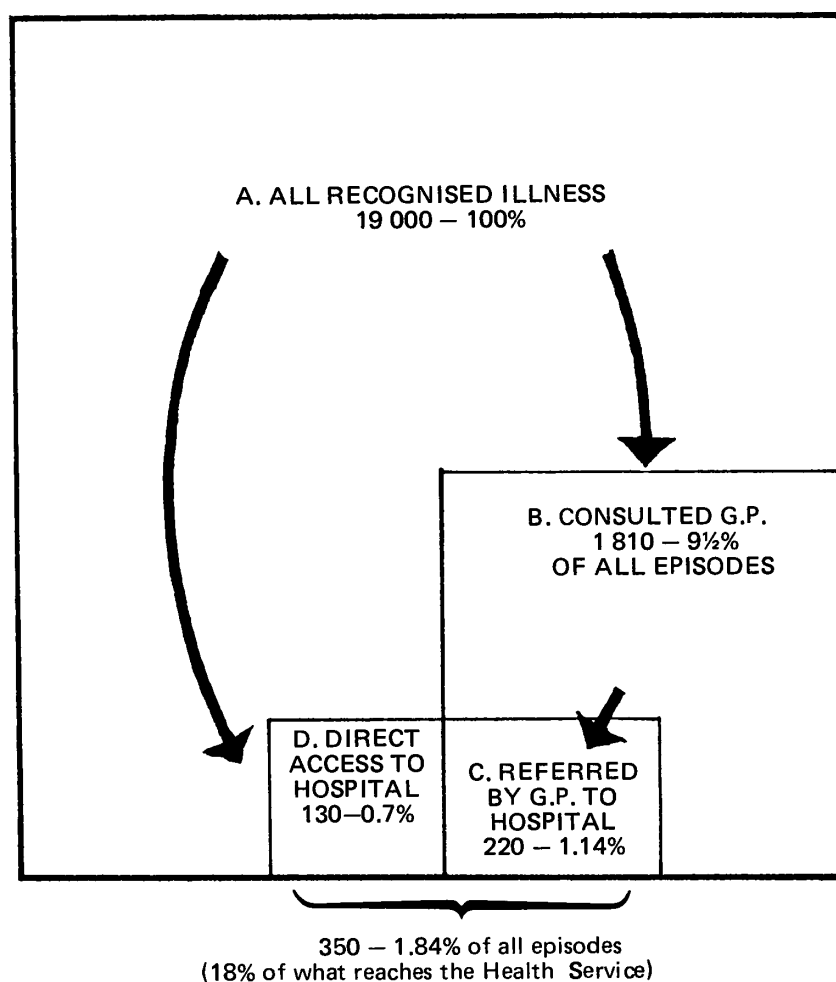 A. ALL RECOGNISED ILLNESS
19 000 – 100%
B. CONSULTED G.P.
1 810 – 9½%
OF ALL EPISODES
D. DIRECT
ACCESS TO
HOSPITAL
130–0.7%
C. REFERRED
BY G.P. TO
HOSPITAL
220 – 1.14%
350 – 1.84% of all episodes
(18% of what reaches the Health Service)